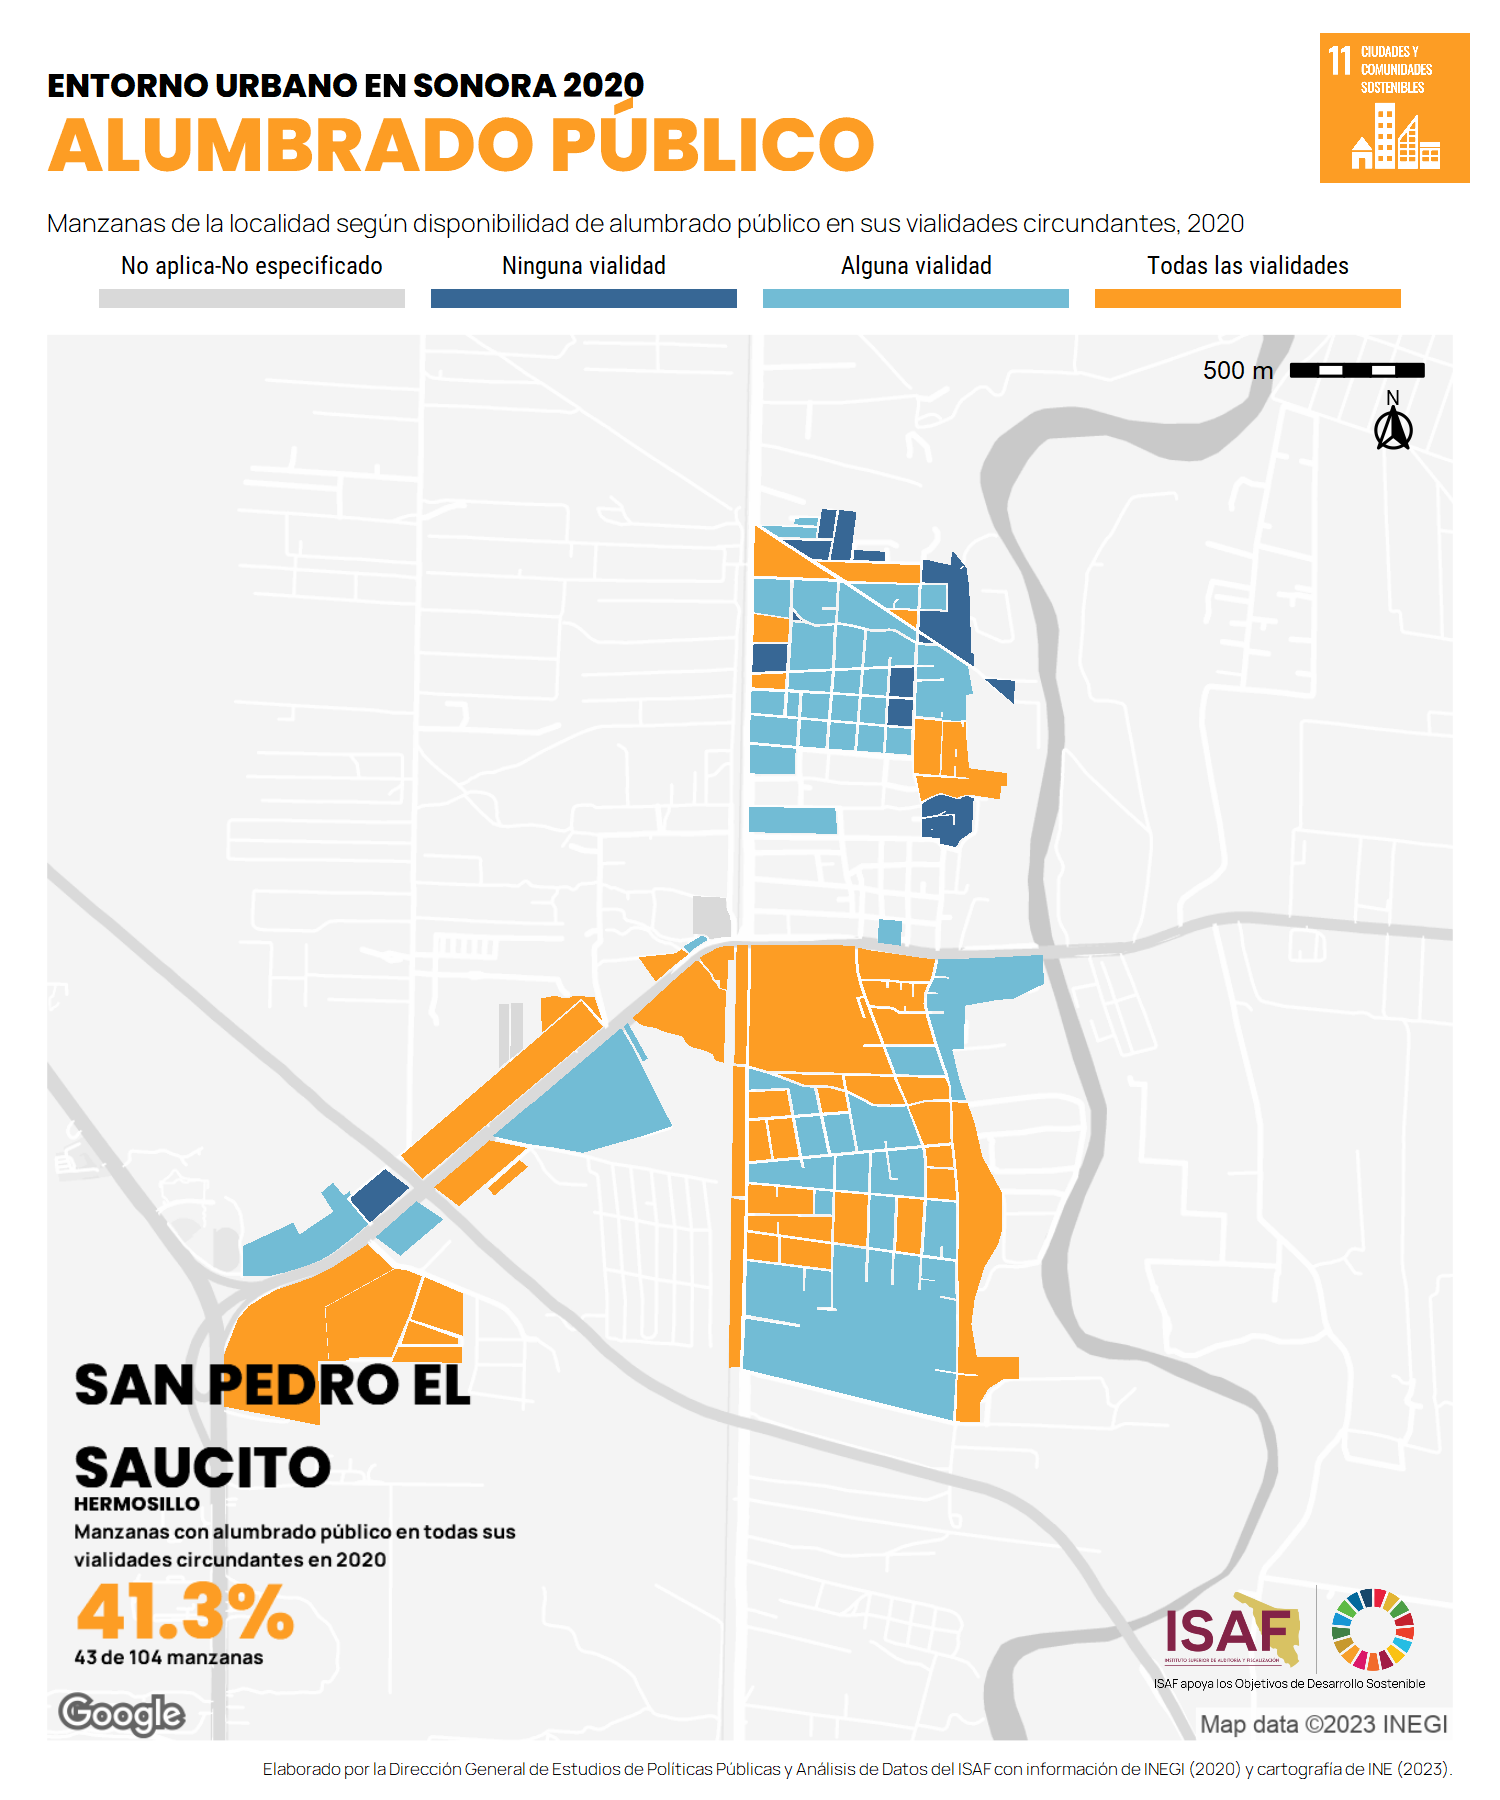 ENTORNO URBANO EN SONORA 2020
ALUMBRADO PÚBLICO
11 CIUDADES Y
COMUNIDADES
SOSTENIBLES
Manzanas de la localidad según disponibilidad de alumbrado público en sus vialidades circundantes, 2020
No aplica-No especificado Ninguna vialidad Alguna vialidad Todas las vialidades
500 m
N
SAN PEDRO EL
SAUCITO
HERMOSILLO
Manzanas con alumbrado público en todas sus
vialidades circundantes en 2020
41.3%
43 de 104 manzanas
ISAF
INSTITUTO SUPERIOR DE AUDITORÍA Y FISCALIZACIÓN
ISAF apoya los Objetivos de Desarrollo Sostenible
Google
Map data ©2023 INEGI
Elaborado por la Dirección General de Estudios de Políticas Públicas y Análisis de Datos del ISAF con información de INEGI (2020) y cartografía de INE (2023).